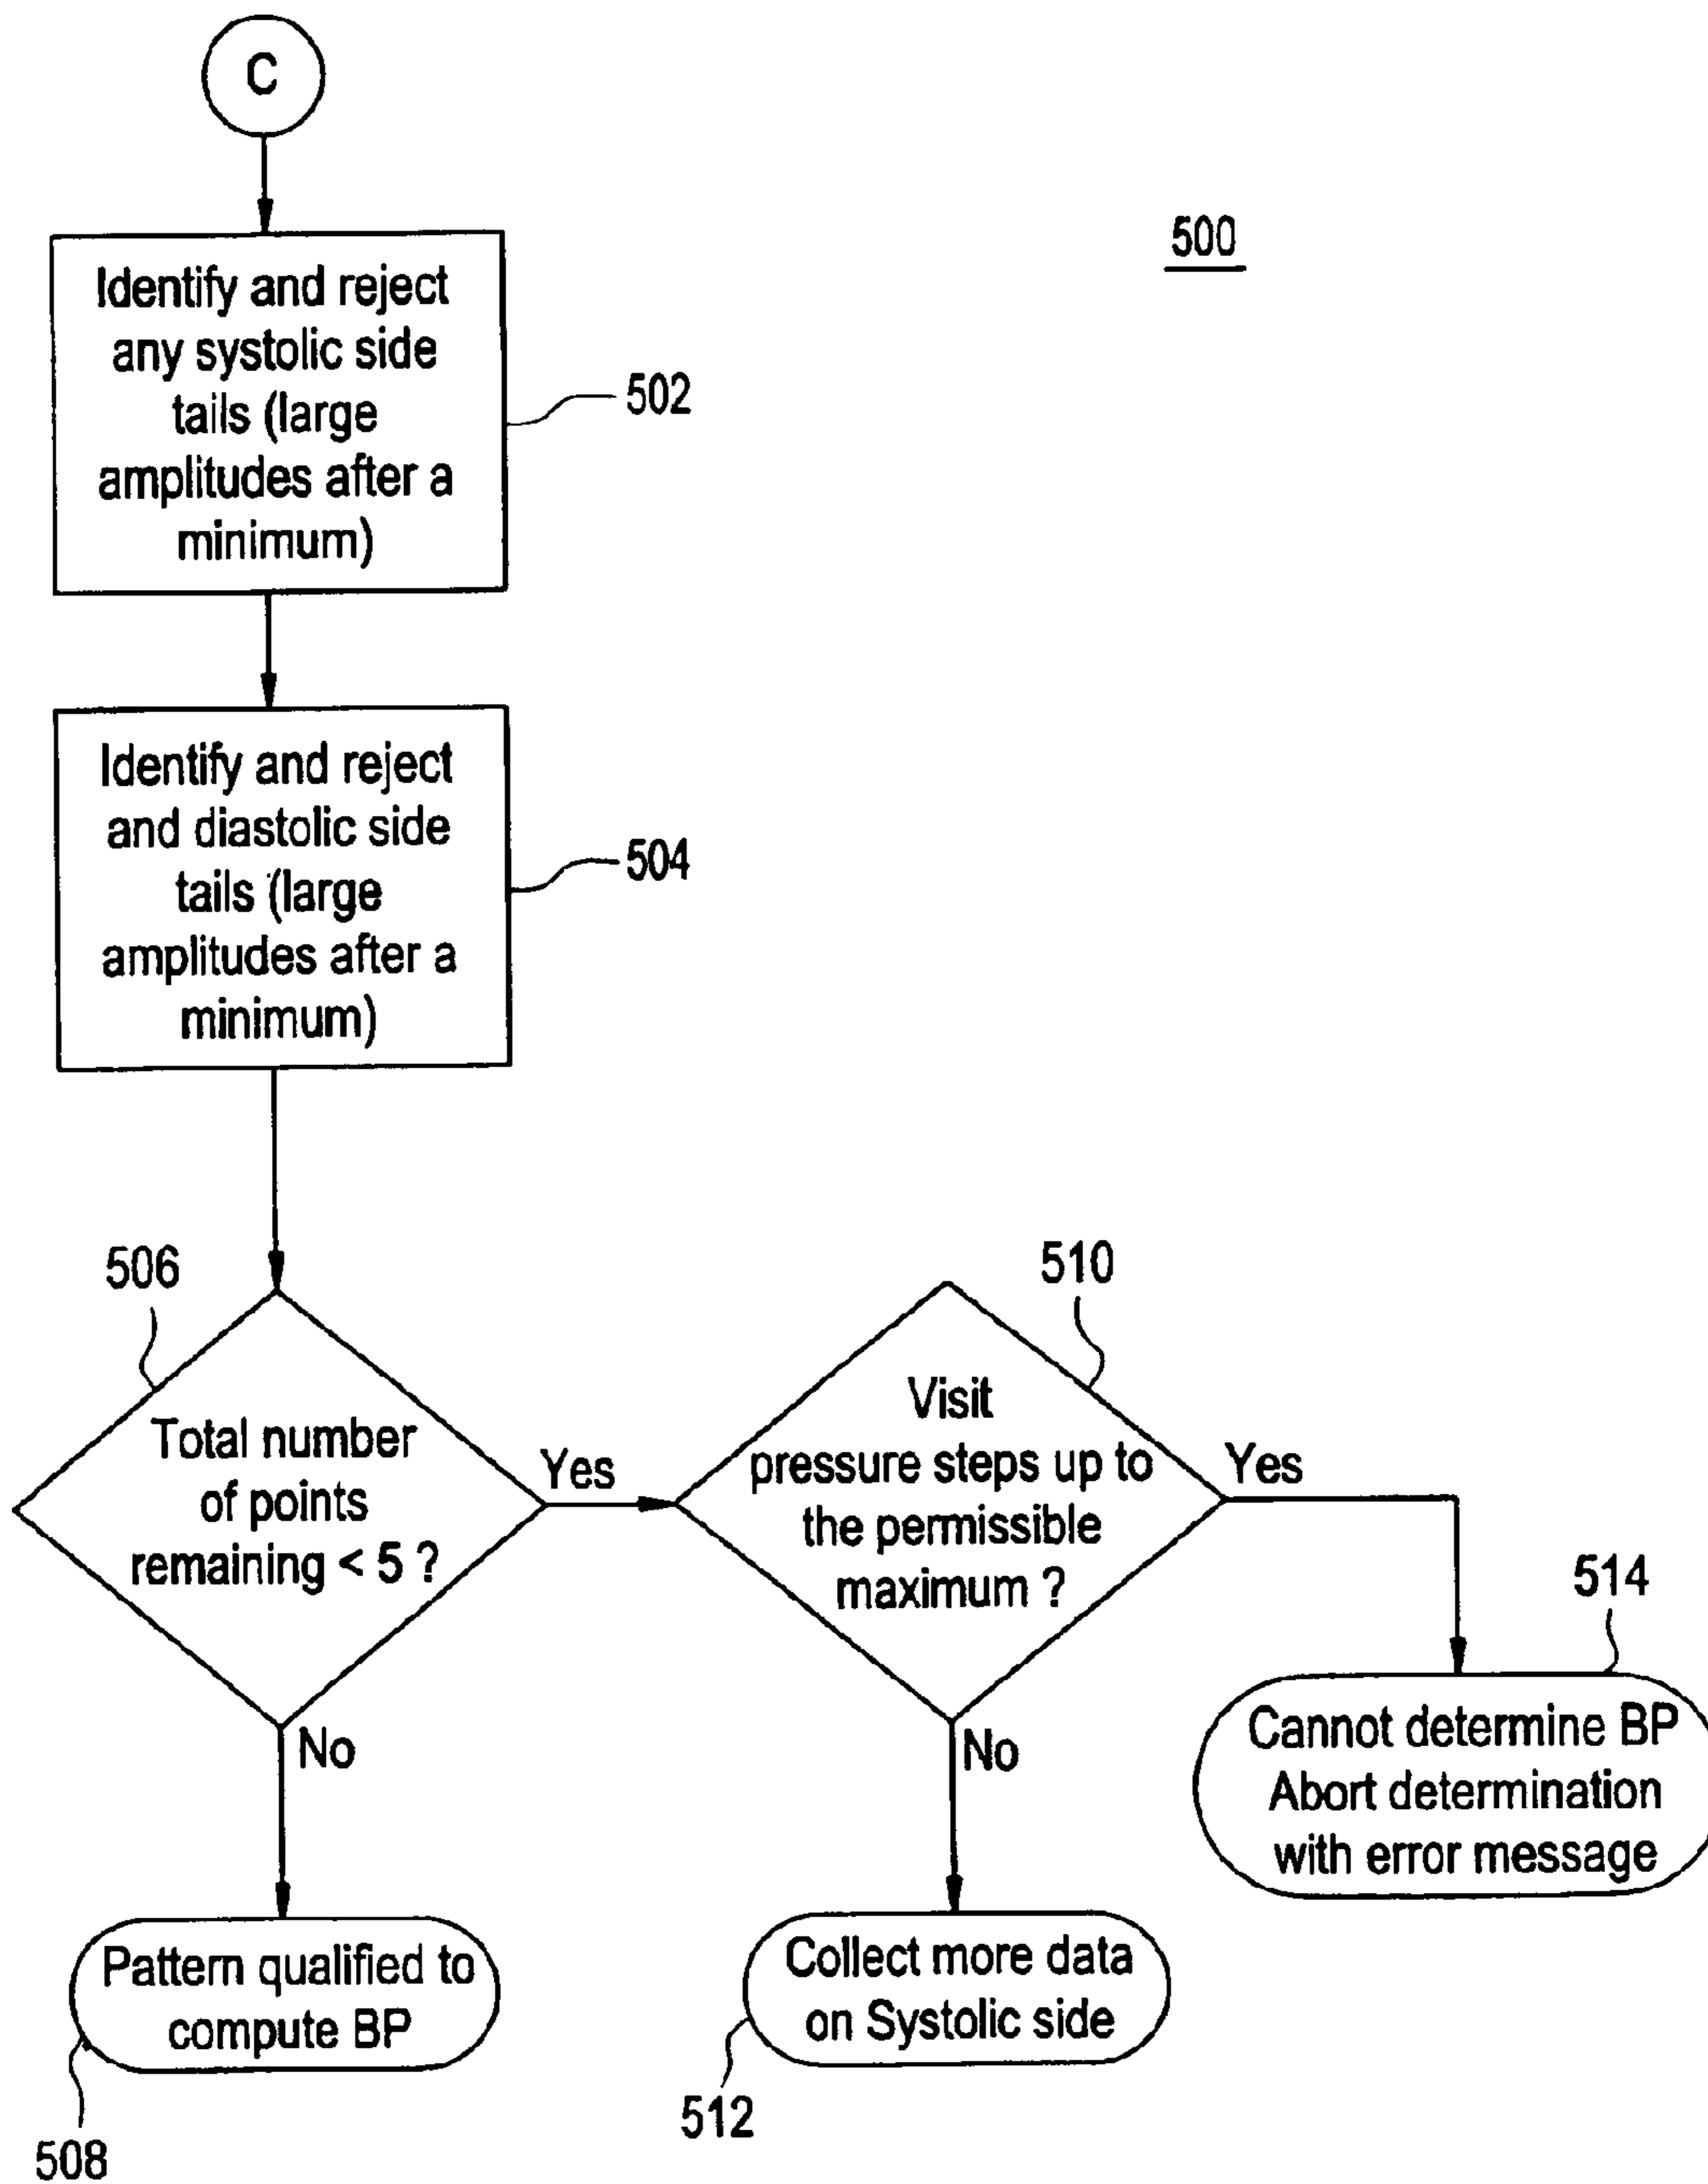 C
500
Identify and reject
any systolic side
tails (large
amplitudes after a
minimum)
502
Identify and reject
and diastolic side
tails (large
amplitudes after a
minimum)
504
506
Total number
of points
remaining < 5 ?
Yes
No
510
Visit
pressure steps up to
the permissible
maximum ?
Yes
No
514
Cannot determine BP
Abort determination
with error message
Pattern qualified to
compute BP
508
Collect more data
on Systolic side
512